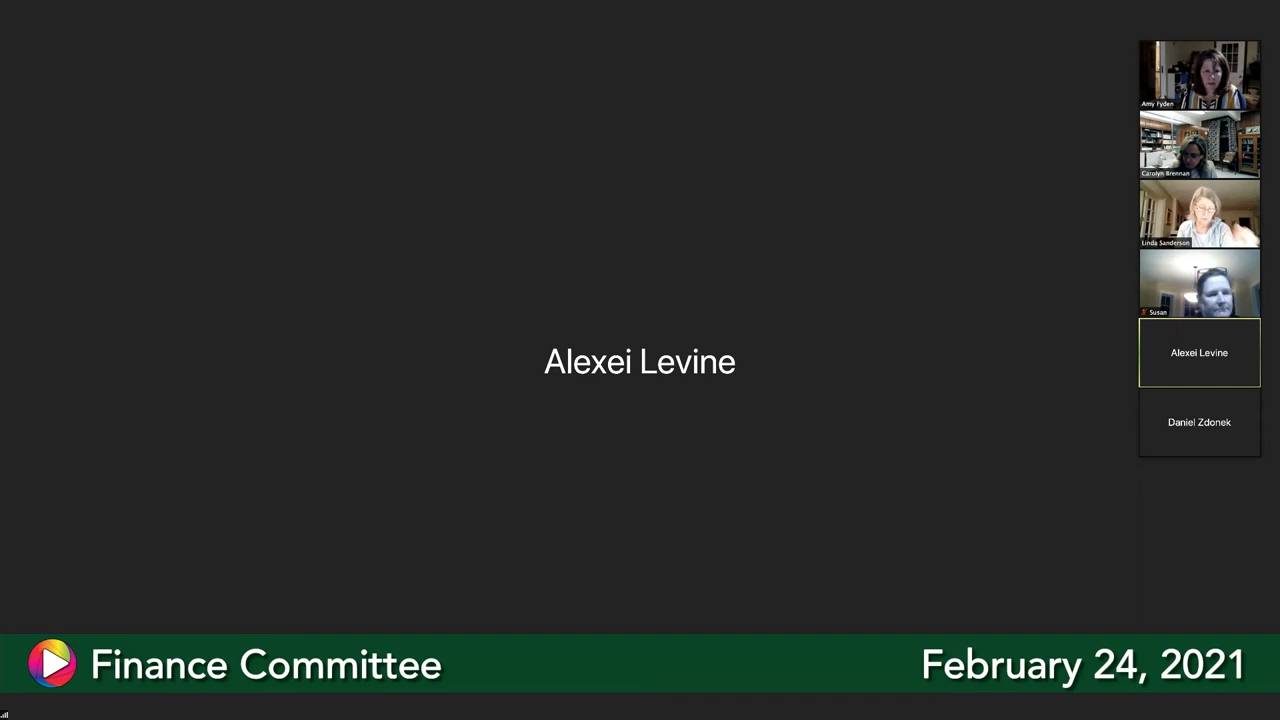 Amy Fyden
Carolyn Brennan
Linda Sanderson
Susan
Alexei Levine
Alexei Levine
Daniel Zdonek
Finance Committee
February 24, 2021